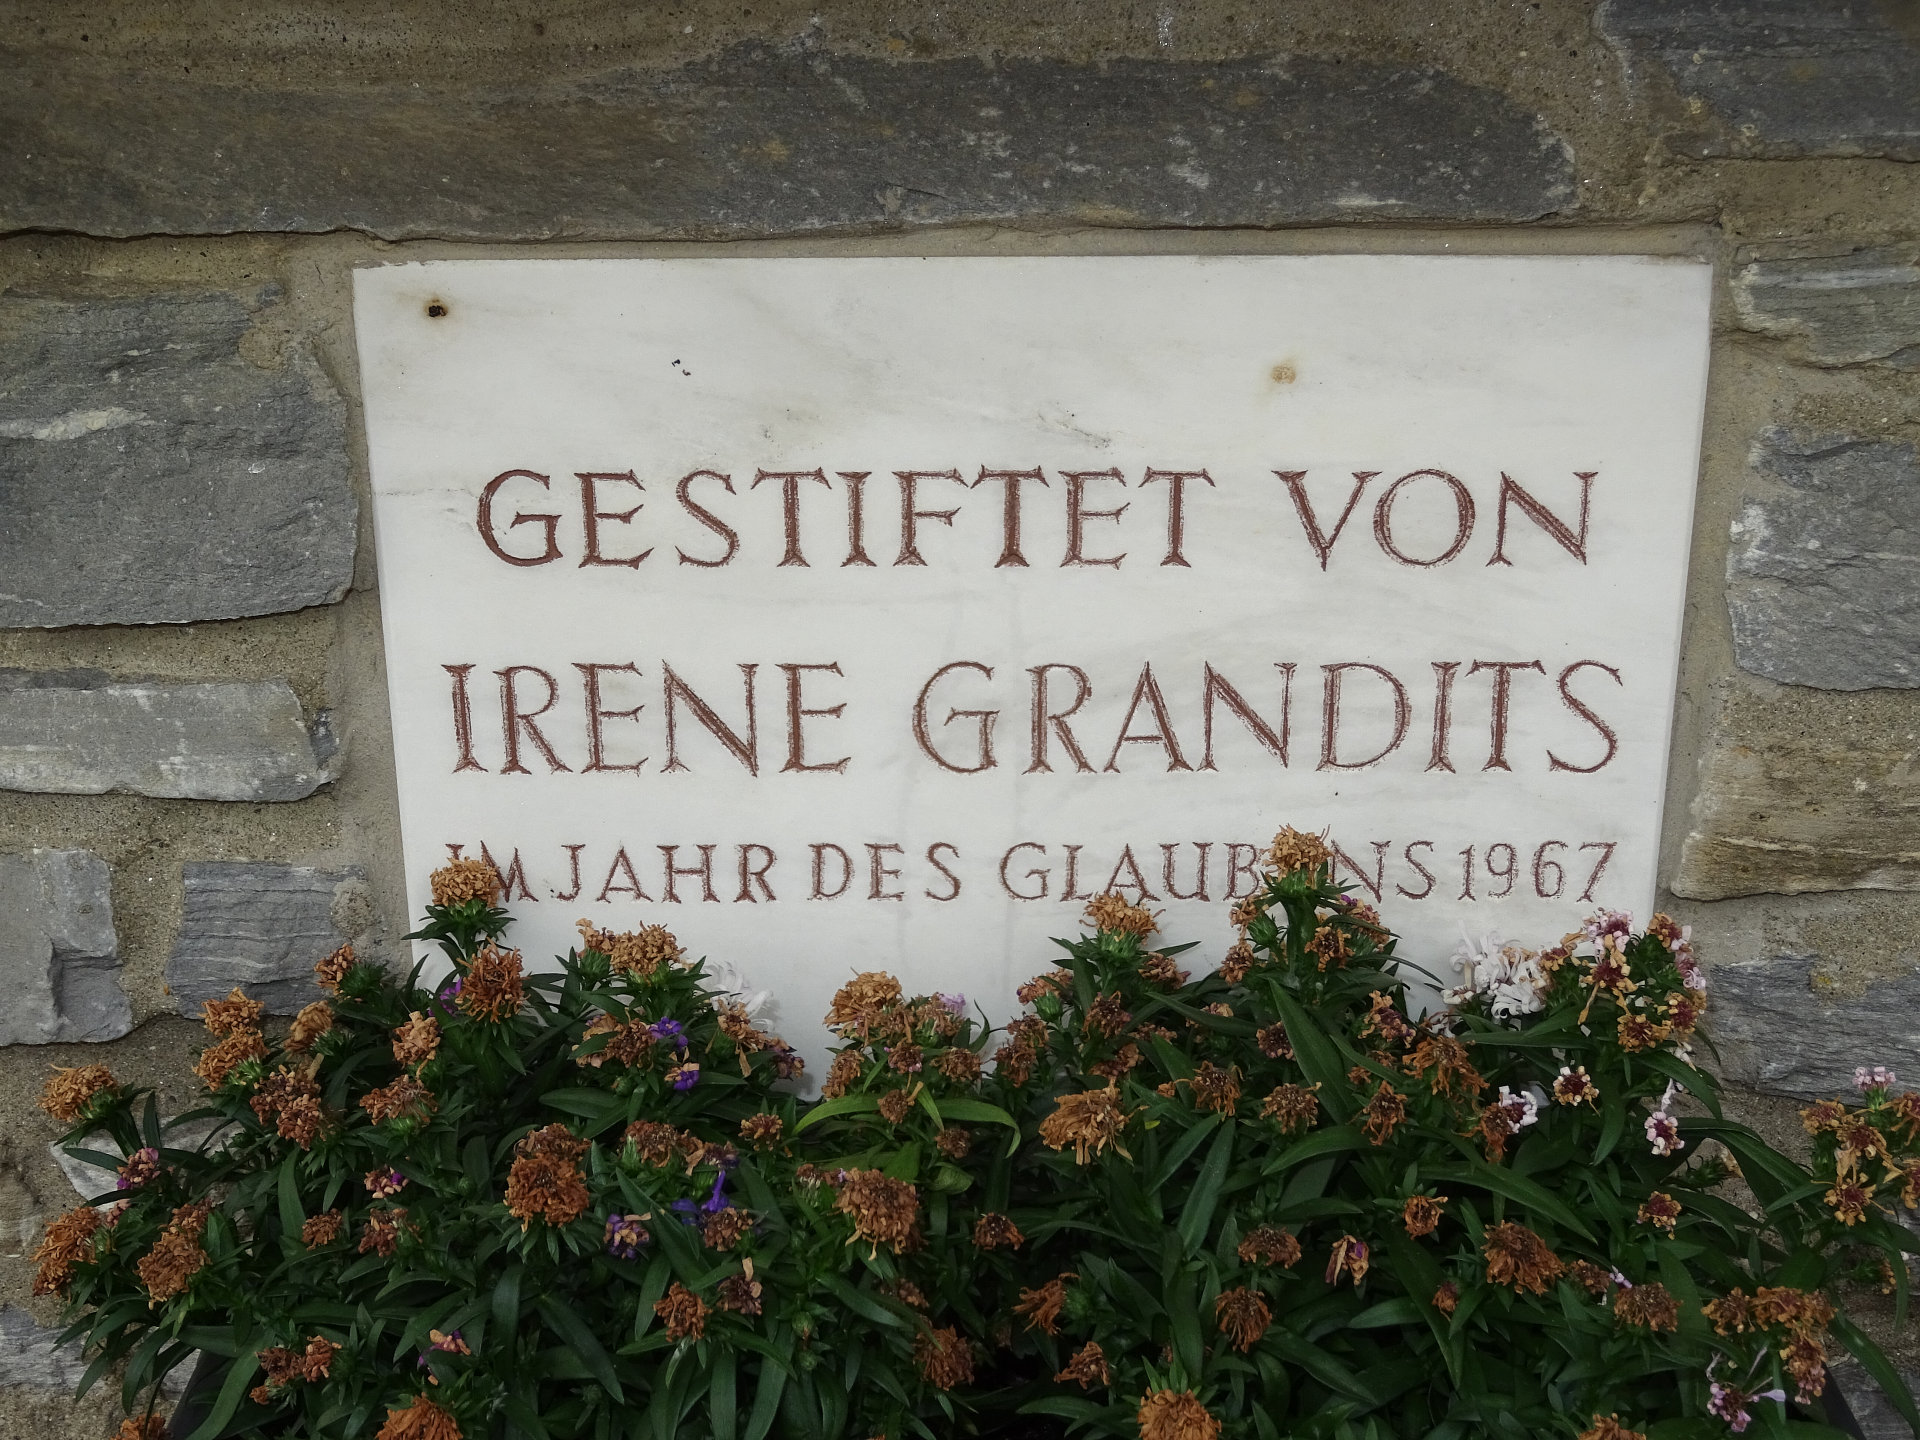 GESTIFTET VON
IRENE GRANDITS
IM JAHR DES GLAUBENS 1967